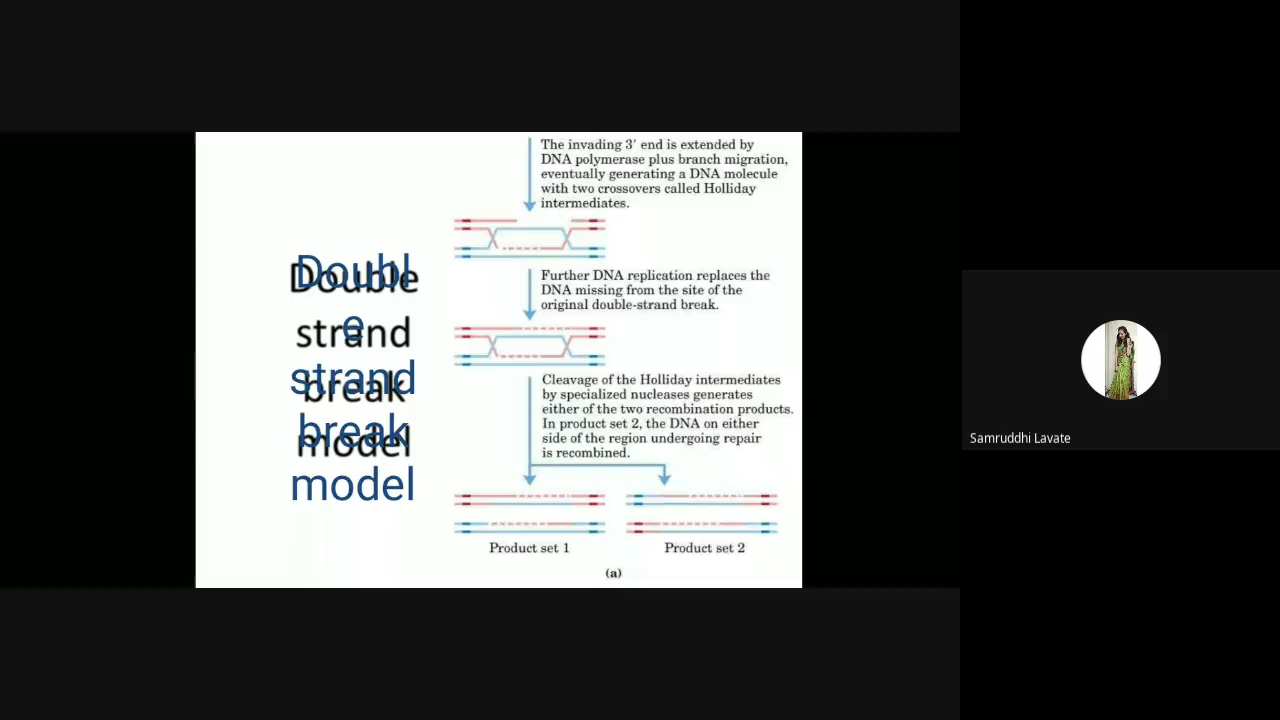 The invading 3′ end is extended by
DNA polymerase plus branch migration,
eventually generating a DNA molecule
with two crossovers called Holliday
intermediates.
Double
strand
break
model
Doubl
e
strand
break
model
Further DNA replication replaces the
DNA missing from the site of the
original double-strand break.
Cleavage of the Holliday intermediates
by specialized nucleases generates
either of the two recombination products.
In product set 2, the DNA on either
side of the region undergoing repair
is recombined.
Product set 1
Product set 2
(a)
Samruddhi Lavate